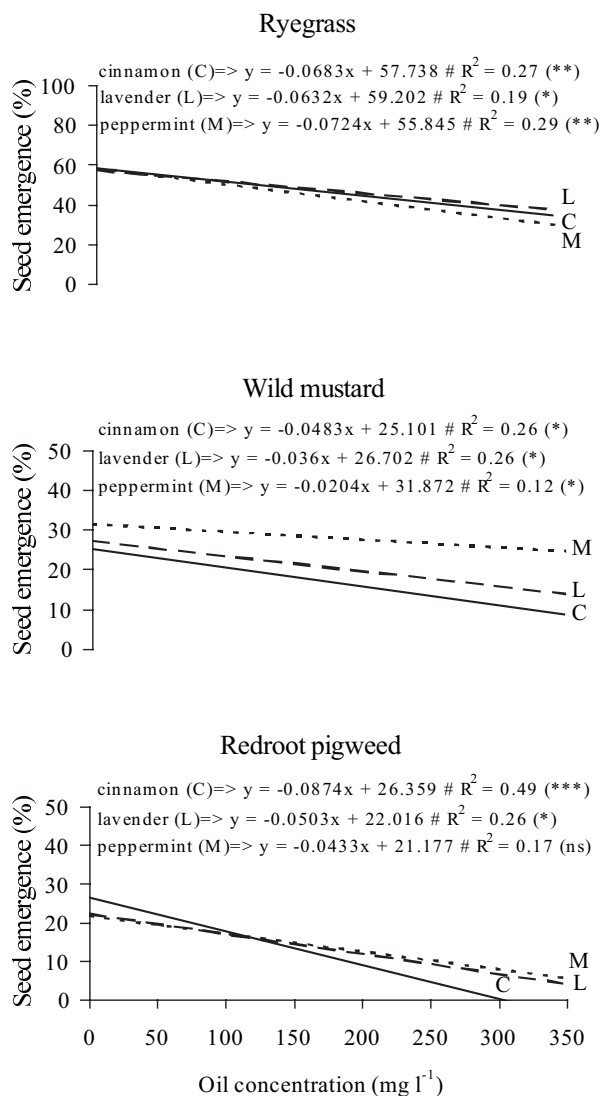 Ryegrass
cinnamon (C)=> y = -0.0683x + 57.738 # R² = 0.27 (**)
lavender (L)=> y = -0.0632x + 59.202 # R² = 0.19 (*)
peppermint (M)=> y = -0.0724x + 55.845 # R² = 0.29 (**)
Seed emergence (%)
100
80
60
40
20
0
L
C
M
Wild mustard
cinnamon (C)=> y = -0.0483x + 25.101 # R² = 0.26 (*)
lavender (L)=> y = -0.036x + 26.702 # R² = 0.26 (*)
peppermint (M)=> y = -0.0204x + 31.872 # R² = 0.12 (*)
Seed emergence (%)
50
40
30
20
10
0
M
L
C
Redroot pigweed
cinnamon (C)=> y = -0.0874x + 26.359 # R² = 0.49 (***)
lavender (L)=> y = -0.0503x + 22.016 # R² = 0.26 (*)
peppermint (M)=> y = -0.0433x + 21.177 # R² = 0.17 (ns)
Seed emergence (%)
50
40
30
20
10
0
M
L
C
0 50 100 150 200 250 300 350
Oil concentration (mg l⁻¹)